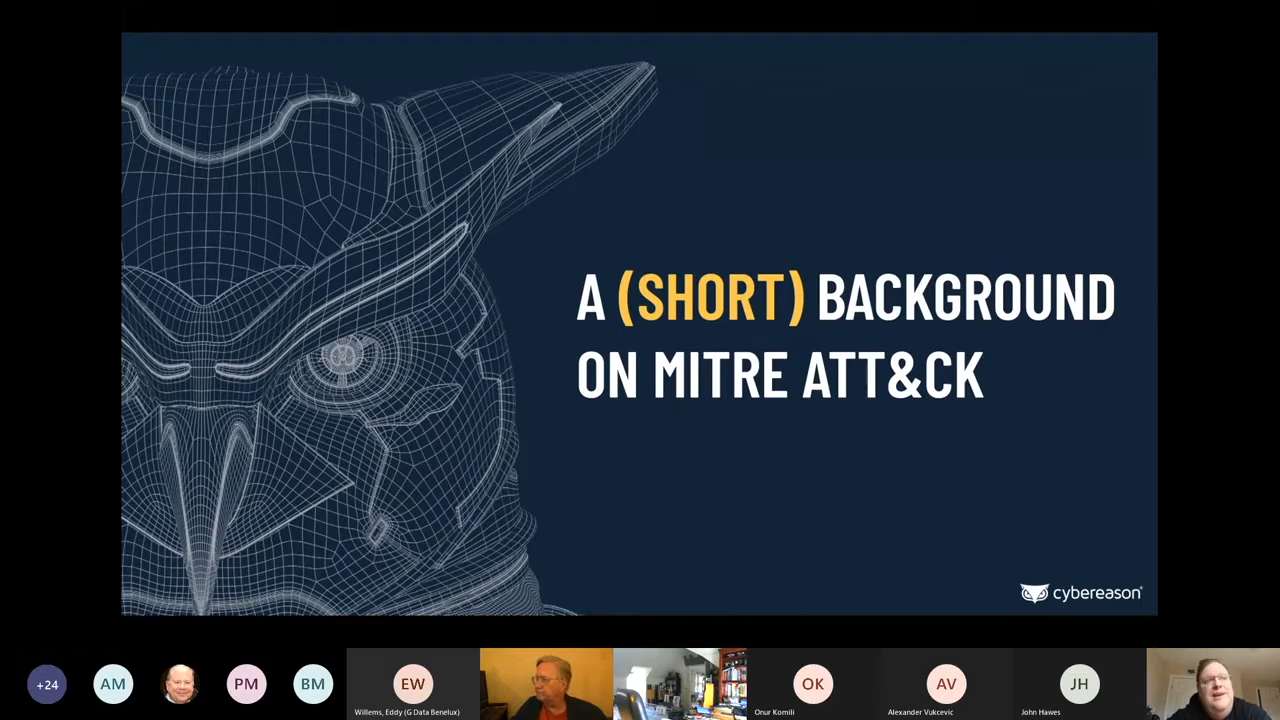 A (SHORT) BACKGROUND
ON MITRE ATT&CK
cybereason
+24
AM
PM
BM
EW
Willems, Eddy (G Data Benelux)
OK
Onur Komili
AV
Alexander Vukcevic
JH
John Hawes